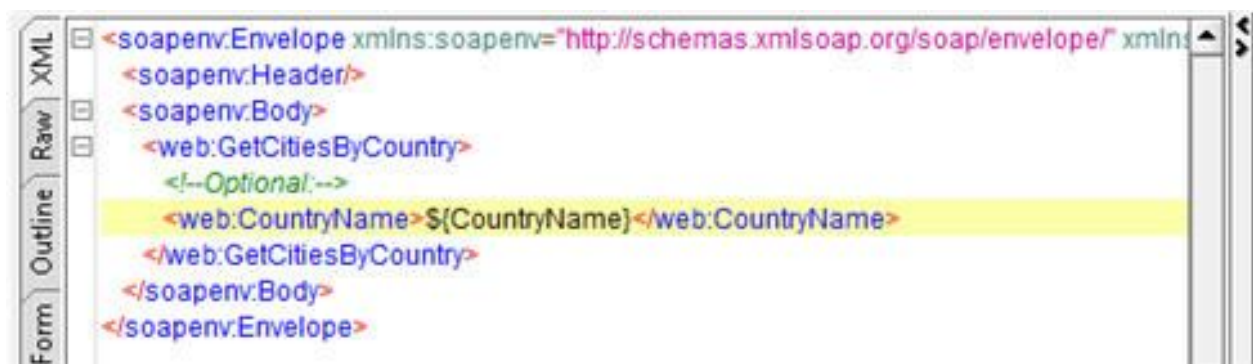 XML
Raw
Outline
Form
<soapenv:Envelope xmlns:soapenv="http://schemas.xmlsoap.org/soap/envelope/" xmlns
<soapenv:Header/>
<soapenv:Body>
<web:GetCitiesByCountry>
<!--Optional:-->
<web:CountryName>${CountryName}</web:CountryName>
</web:GetCitiesByCountry>
</soapenv:Body>
</soapenv:Envelope>